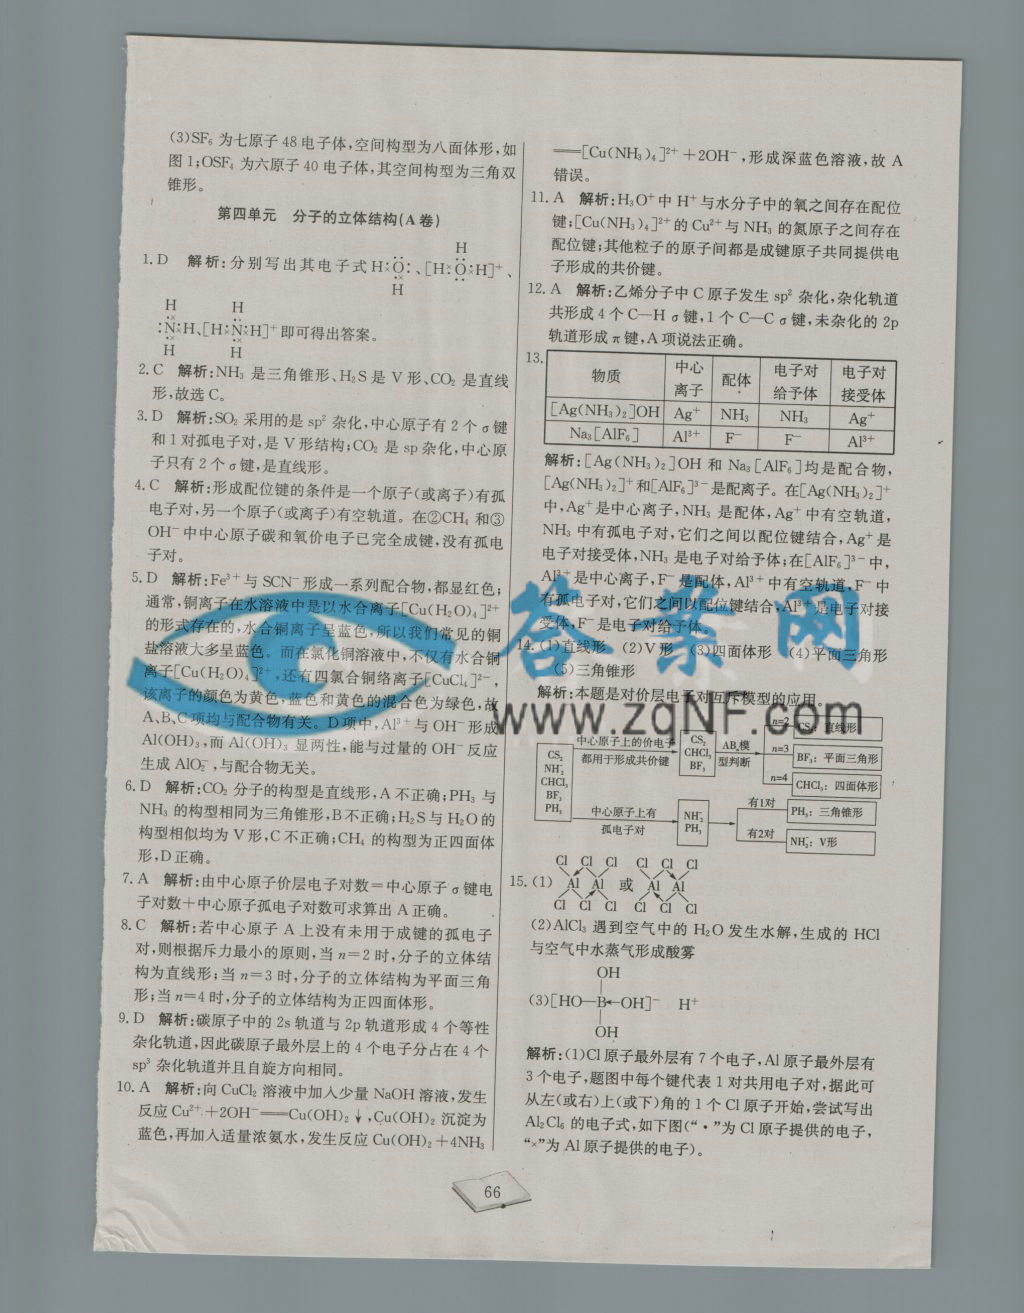 (3)SF₆ 为七原子 48 电子体,空间构型为八面体形,如
图 1;OSF₄ 为六原子 40 电子体,其空间构型为三角双
锥形。
第四单元 分子的立体结构(A 卷)
1. D 解析:分别写出其电子式 H:O:、[H:O:H]⁺、
H
H
H H
:N:H、[H:N:H]⁺即可得出答案。
H H
2. C 解析:NH₃ 是三角锥形、H₂S 是 V 形、CO₂ 是直线
形,故选 C。
3. D 解析:SO₂ 采用的是 sp² 杂化,中心原子有 2 个 σ键
和 1 对孤电子对,是 V 形结构;CO₂ 是 sp 杂化,中心原
子只有 2 个 σ键,是直线形。
4. C 解析:形成配位键的条件是一个原子(或离子)有孤
电子对,另一个原子(或离子)有空轨道。在②CH₄ 和③
OH⁻ 中中心原子碳和氧价电子已完全成键,没有孤电
子对。
5. D 解析:Fe³⁺与 SCN⁻形成一系列配合物,都显红色;
通常,铜离子在水溶液中是以水合离子[Cu(H₂O)₄]²⁺
的形式存在的,水合铜离子呈蓝色,所以我们常见的铜
盐溶液大多呈蓝色。而在氯化铜溶液中,不仅有水合铜
离子[Cu(H₂O)₄]²⁺,还有四氯合铜络离子[CuCl₄]²⁻,
该离子的颜色为黄色,蓝色和黄色的混合色为绿色,故
A、B、C 项均与配合物有关。D 项中,Al³⁺与 OH⁻形成
Al(OH)₃,而 Al(OH)₃ 显两性,能与过量的 OH⁻反应
生成 AlO₂⁻,与配合物无关。
6. D 解析:CO₂ 分子的构型是直线形,A 不正确;PH₃ 与
NH₃ 的构型相同为三角锥形,B不正确;H₂S与H₂O的
构型相似均为 V 形,C不正确;CH₄ 的构型为正四面体
形,D正确。
7. A 解析:由中心原子价层电子对数=中心原子 σ键电
子对数+中心原子孤电子对数可求算出 A 正确。
8. C 解析:若中心原子 A 上没有未用于成键的孤电子
对,则根据斥力最小的原则,当 n=2 时,分子的立体结
构为直线形;当 n=3 时,分子的立体结构为平面三角
形;当 n=4 时,分子的立体结构为正四面体形。
9. D 解析:碳原子中的 2s 轨道与 2p 轨道形成 4 个等性
杂化轨道,因此碳原子最外层上的 4 个电子分占在 4 个
sp³ 杂化轨道并且自旋方向相同。
10. A 解析:向 CuCl₂ 溶液中加入少量 NaOH 溶液,发生
反应 Cu²⁺+2OH⁻══Cu(OH)₂↓,Cu(OH)₂ 沉淀为
蓝色,再加入适量浓氨水,发生反应 Cu(OH)₂+4NH₃
══[Cu(NH₃)₄]²⁺+2OH⁻,形成深蓝色溶液,故 A
错误。
11. A 解析:H₃O⁺中 H⁺与水分子中的氧之间存在配位
键;[Cu(NH₃)₄]²⁺的 Cu²⁺与 NH₃ 的氮原子之间存在
配位键;其他粒子的原子间都是成键原子共同提供电
子形成的共价键。
12. A 解析:乙烯分子中 C 原子发生 sp² 杂化,杂化轨道
共形成 4 个 C—H σ键,1 个 C—C σ键,未杂化的 2p
轨道形成 π键,A 项说法正确。
13.
物质 中心离子 配体 电子对给予体 电子对接受体
[Ag(NH₃)₂]OH Ag⁺ NH₃ NH₃ Ag⁺
Na₃[AlF₆] Al³⁺ F⁻ F⁻ Al³⁺
解析:[Ag(NH₃)₂]OH 和 Na₃[AlF₆]均是配合物,
[Ag(NH₃)₂]⁺和[AlF₆]³⁻是配离子。在[Ag(NH₃)₂]⁺
中,Ag⁺是中心离子,NH₃ 是配体,Ag⁺中有空轨道,
NH₃ 中有孤电子对,它们之间以配位键结合,Ag⁺是
电子对接受体,NH₃ 是电子对给予体;在[AlF₆]³⁻中,
Al³⁺是中心离子,F⁻是配体,Al³⁺中有空轨道,F⁻中
有孤电子对,它们之间以配位键结合,Al³⁺是电子对接
受体,F⁻是电子对给予体。
14. (1)直线形 (2)V形 (3)四面体形 (4)平面三角形
(5)三角锥形
解析:本题是对价层电子对互斥模型的应用。
CS₂
NH₂⁻
CHCl₃
BF₃
PH₃
中心原子上的价电子
都用于形成共价键
CS₂
CHCl₃
BF₃
ABₙ模
型判断
n=2 CS₂:直线形
n=3 BF₃:平面三角形
n=4 CHCl₃:四面体形
中心原子上有
孤电子对
NH₂⁻
PH₃
有1对 PH₃:三角锥形
有2对 NH₂⁻:V形
15. (1)
Cl Cl Cl Cl Cl Cl
Al Al 或 Al Al
Cl Cl Cl Cl Cl Cl
(2)AlCl₃ 遇到空气中的 H₂O 发生水解,生成的 HCl
与空气中水蒸气形成酸雾
OH
(3)[HO—B←OH]⁻ H⁺
OH
解析:(1)Cl 原子最外层有 7 个电子,Al 原子最外层有
3 个电子,题图中每个键代表 1 对共用电子对,据此可
从左(或右)上(或下)角的 1 个 Cl 原子开始,尝试写出
Al₂Cl₆ 的电子式,如下图(“•”为 Cl 原子提供的电子,
“×”为 Al 原子提供的电子)。
66
答案网
www.zqNF.com